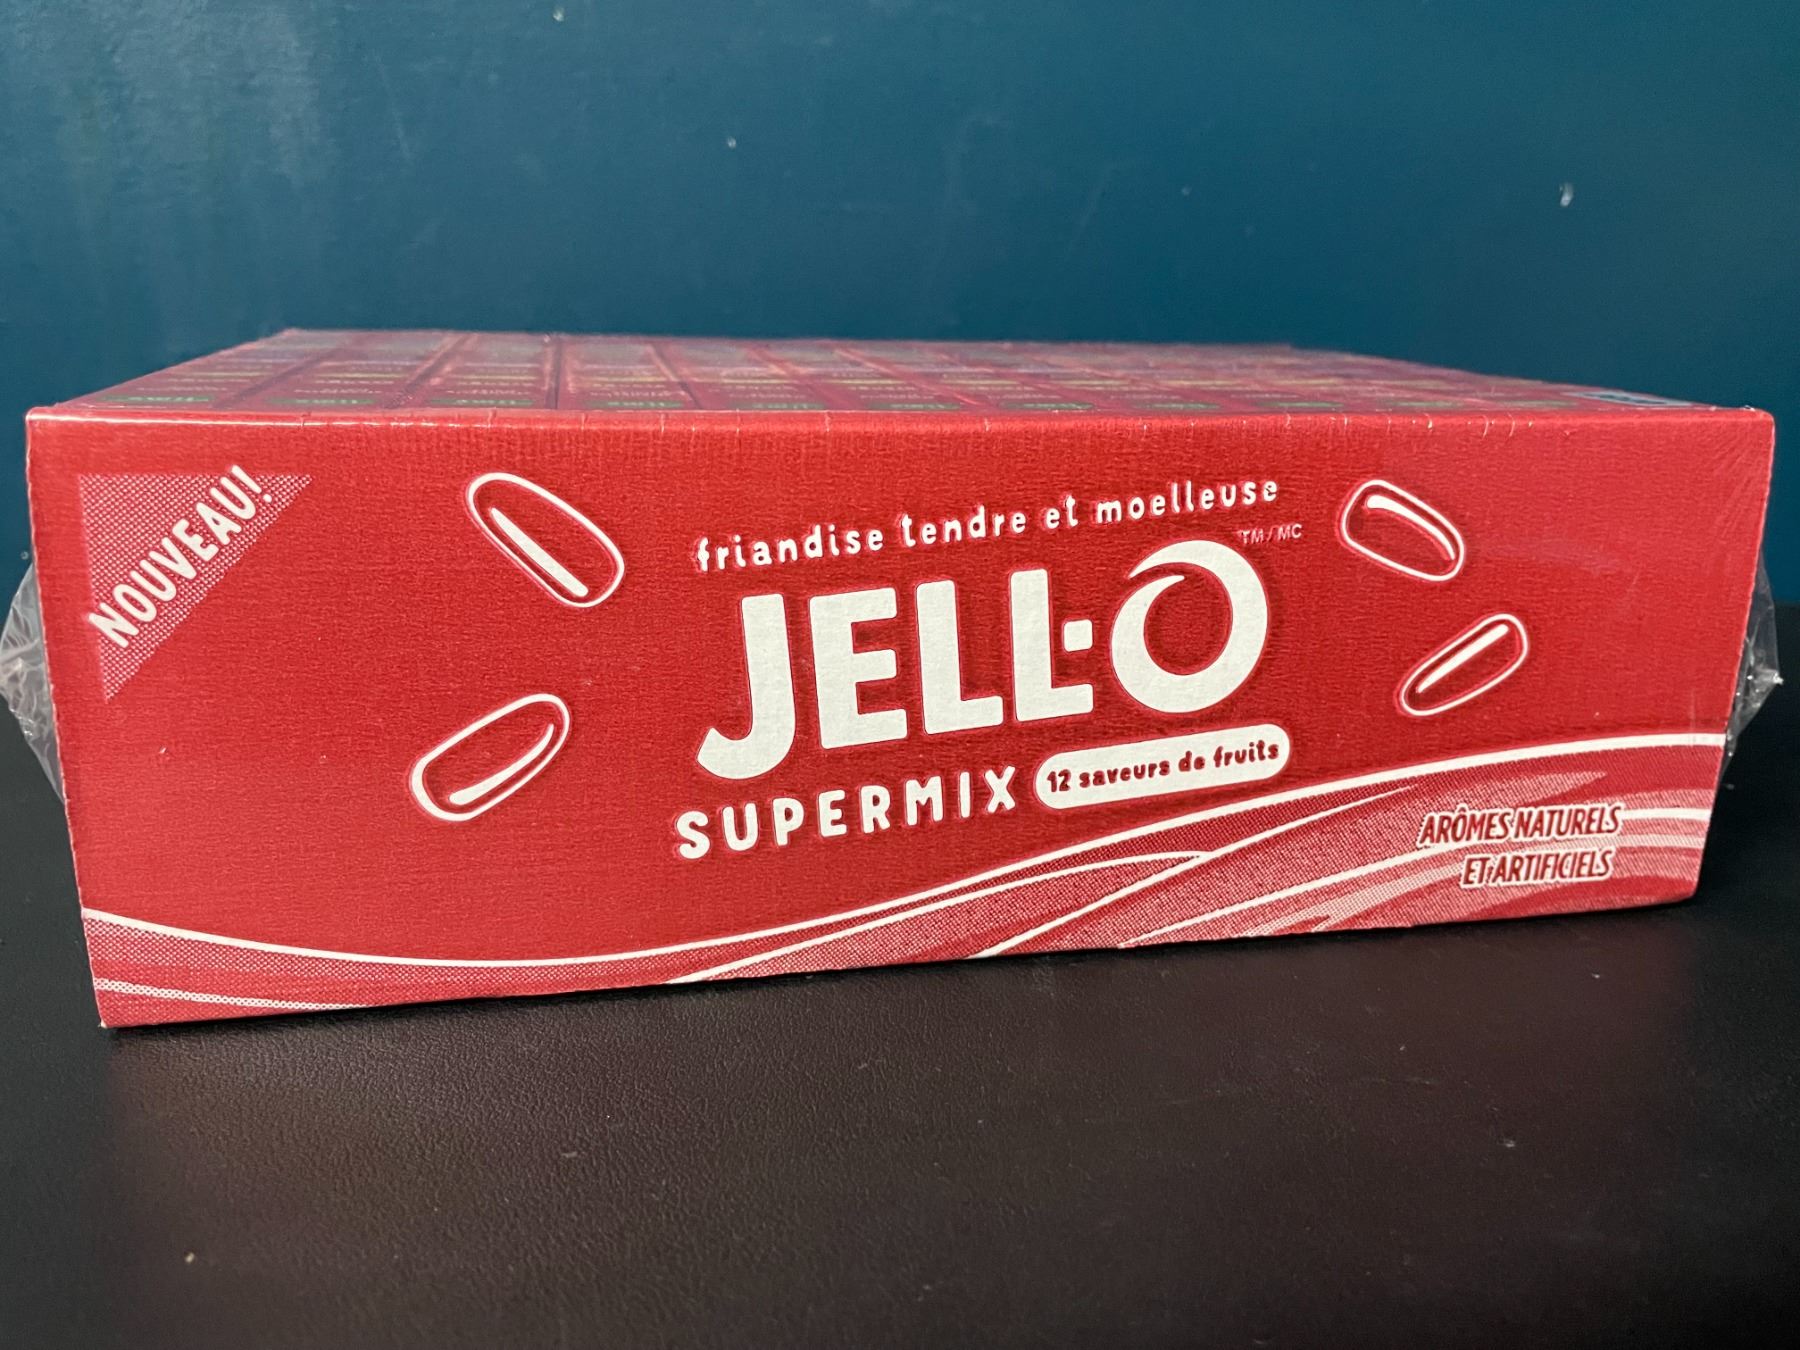 NOUVEAU!
friandise tendre et moelleuse
JELL-O TM/MC
SUPERMIX 12 saveurs de fruits
ARÔMES NATURELS
ET ARTIFICIELS